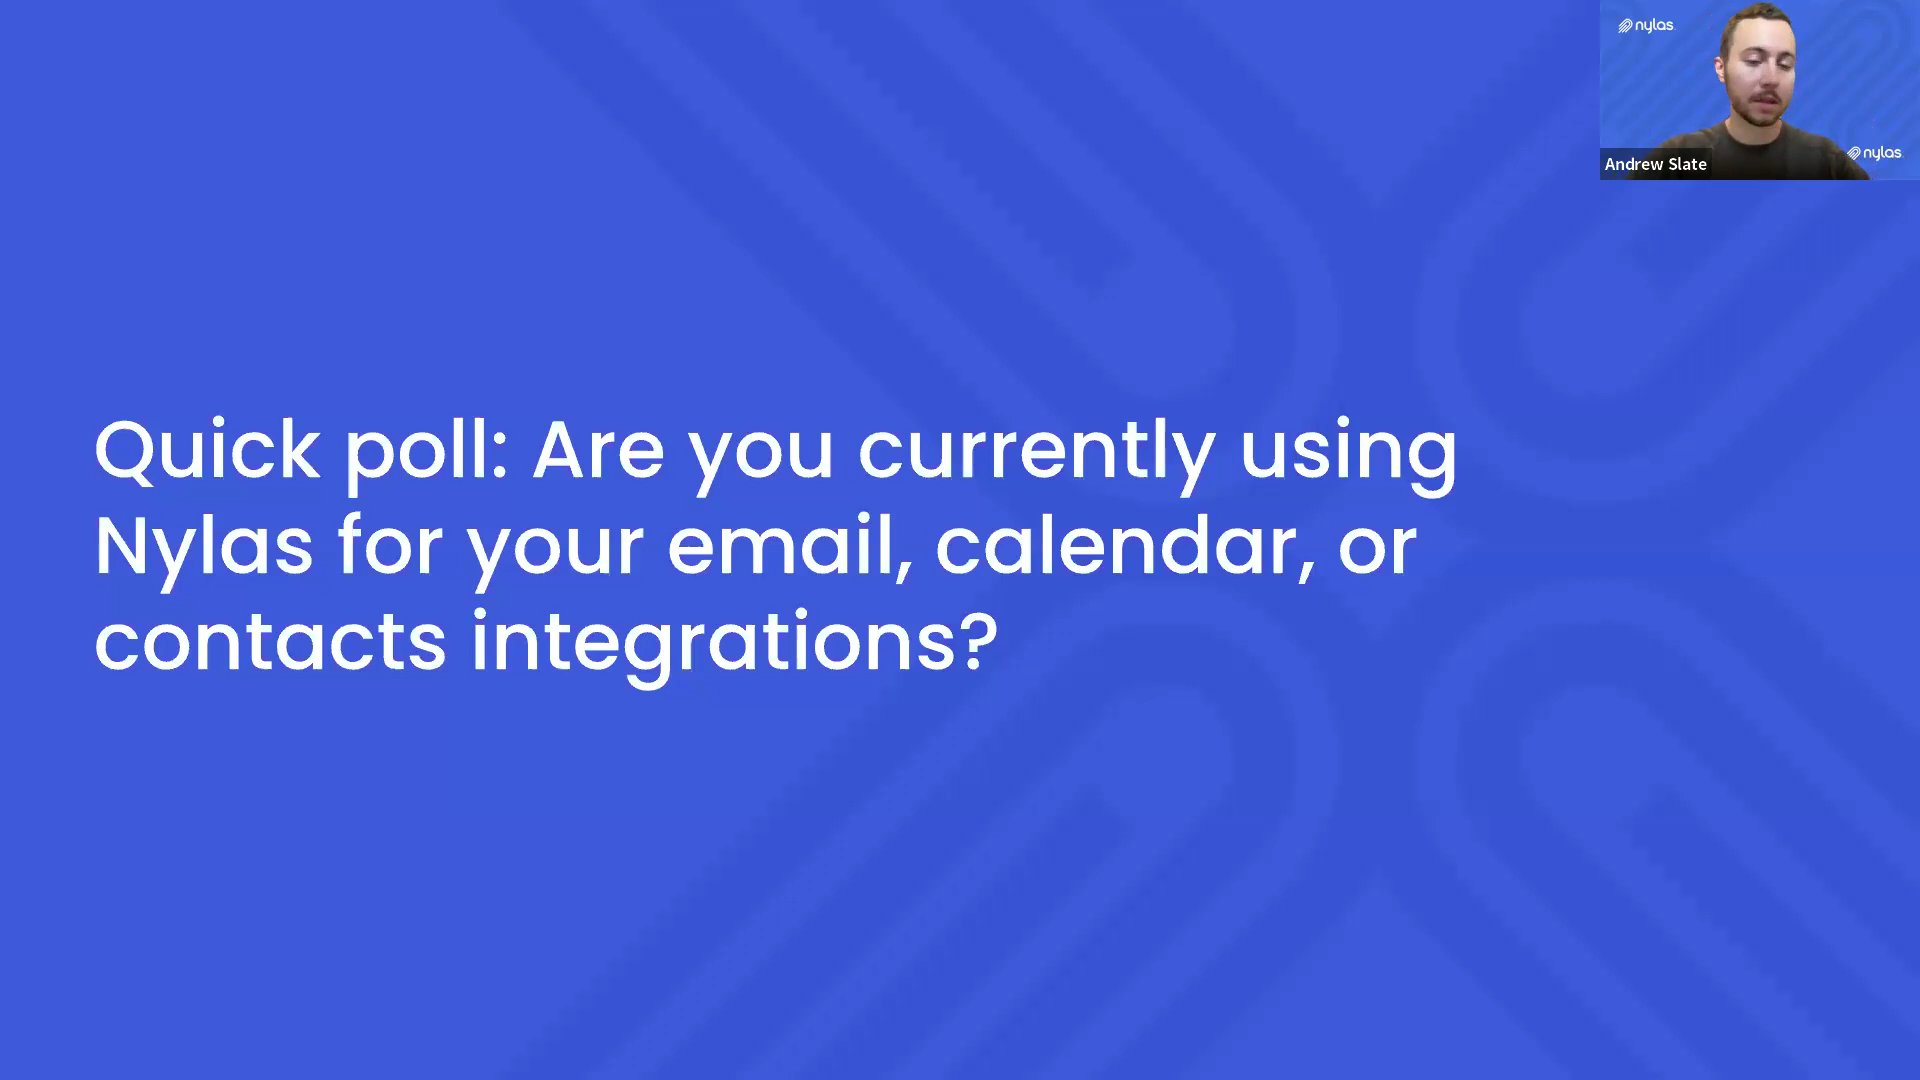 nylas
nylas
Andrew Slate
Quick poll: Are you currently using
Nylas for your email, calendar, or
contacts integrations?